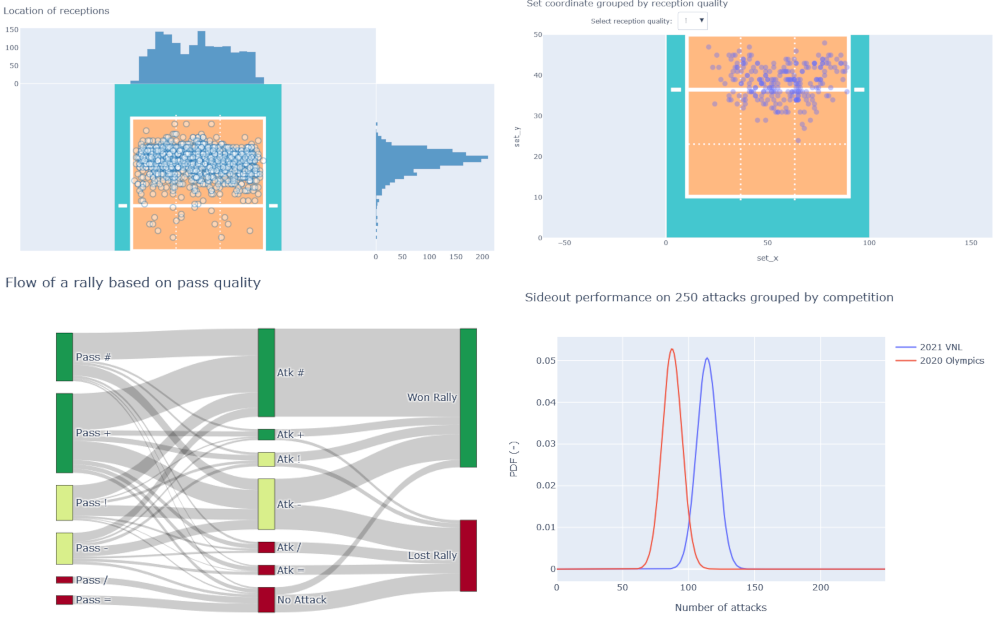 Location of receptions
150
100
50
0
0
50
100
150
200
Set coordinate grouped by reception quality
Select reception quality:
!
▼
50
40
30
20
10
0
set_y
−50
0
50
100
150
set_x
Flow of a rally based on pass quality
Pass #
Pass +
Pass !
Pass -
Pass /
Pass =
Atk #
Atk +
Atk !
Atk -
Atk /
Atk =
No Attack
Won Rally
Lost Rally
Sideout performance on 250 attacks grouped by competition
0.05
0.04
0.03
0.02
0.01
0
PDF (-)
0
50
100
150
200
Number of attacks
2021 VNL
2020 Olympics